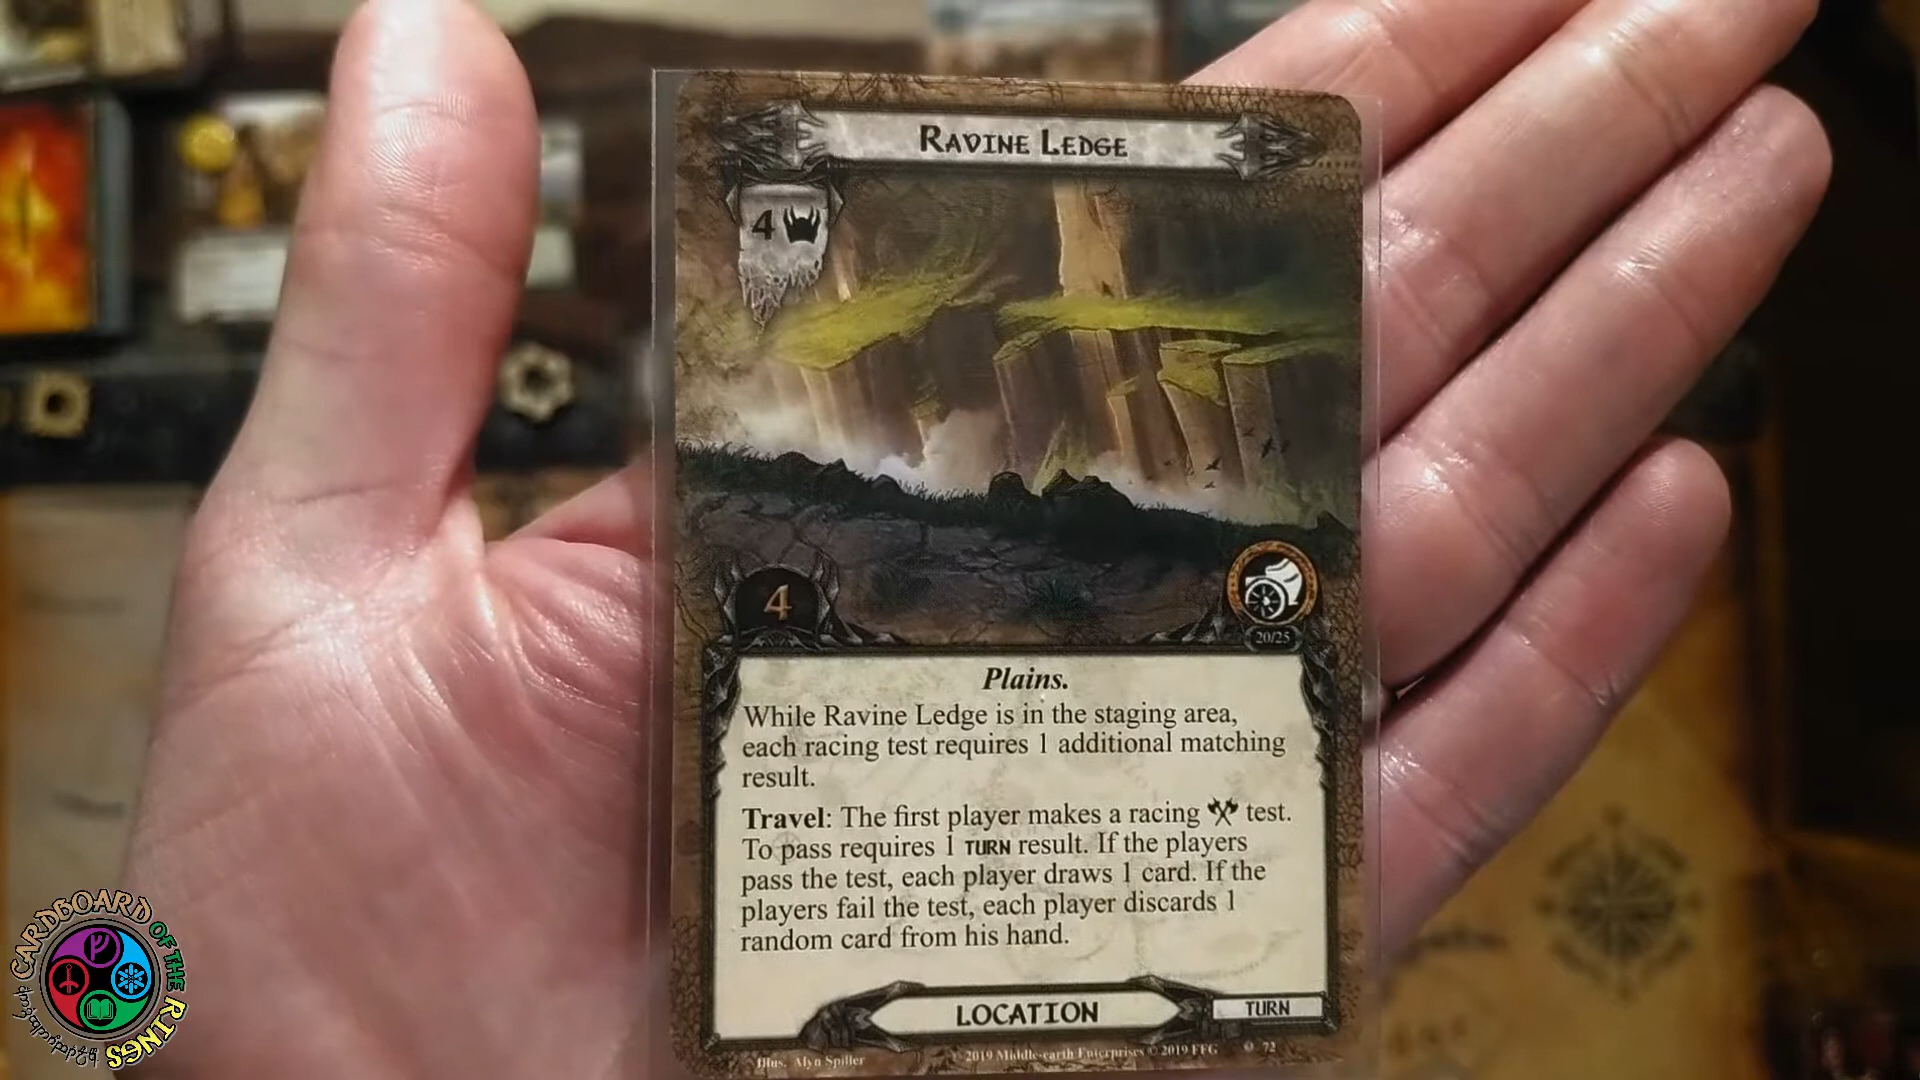 RAVINE LEDGE
4
4
20/25
Plains.
While Ravine Ledge is in the staging area,
each racing test requires 1 additional matching
result.
Travel: The first player makes a racing test.
To pass requires 1 TURN result. If the players
pass the test, each player draws 1 card. If the
players fail the test, each player discards 1
random card from his hand.
LOCATION
TURN
Illus. Alyn Spiller
© 2019 Middle-earth Enterprises © 2019 FFG
72
CARDBOARD OF THE RINGS